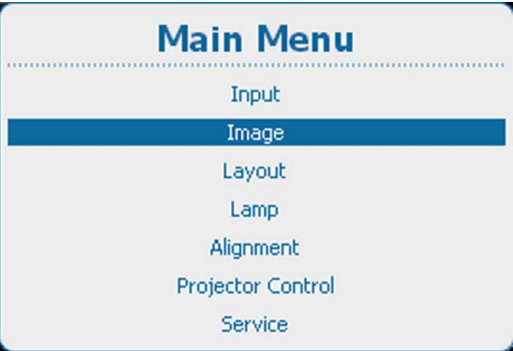 Main Menu
Input
Image
Layout
Lamp
Alignment
Projector Control
Service